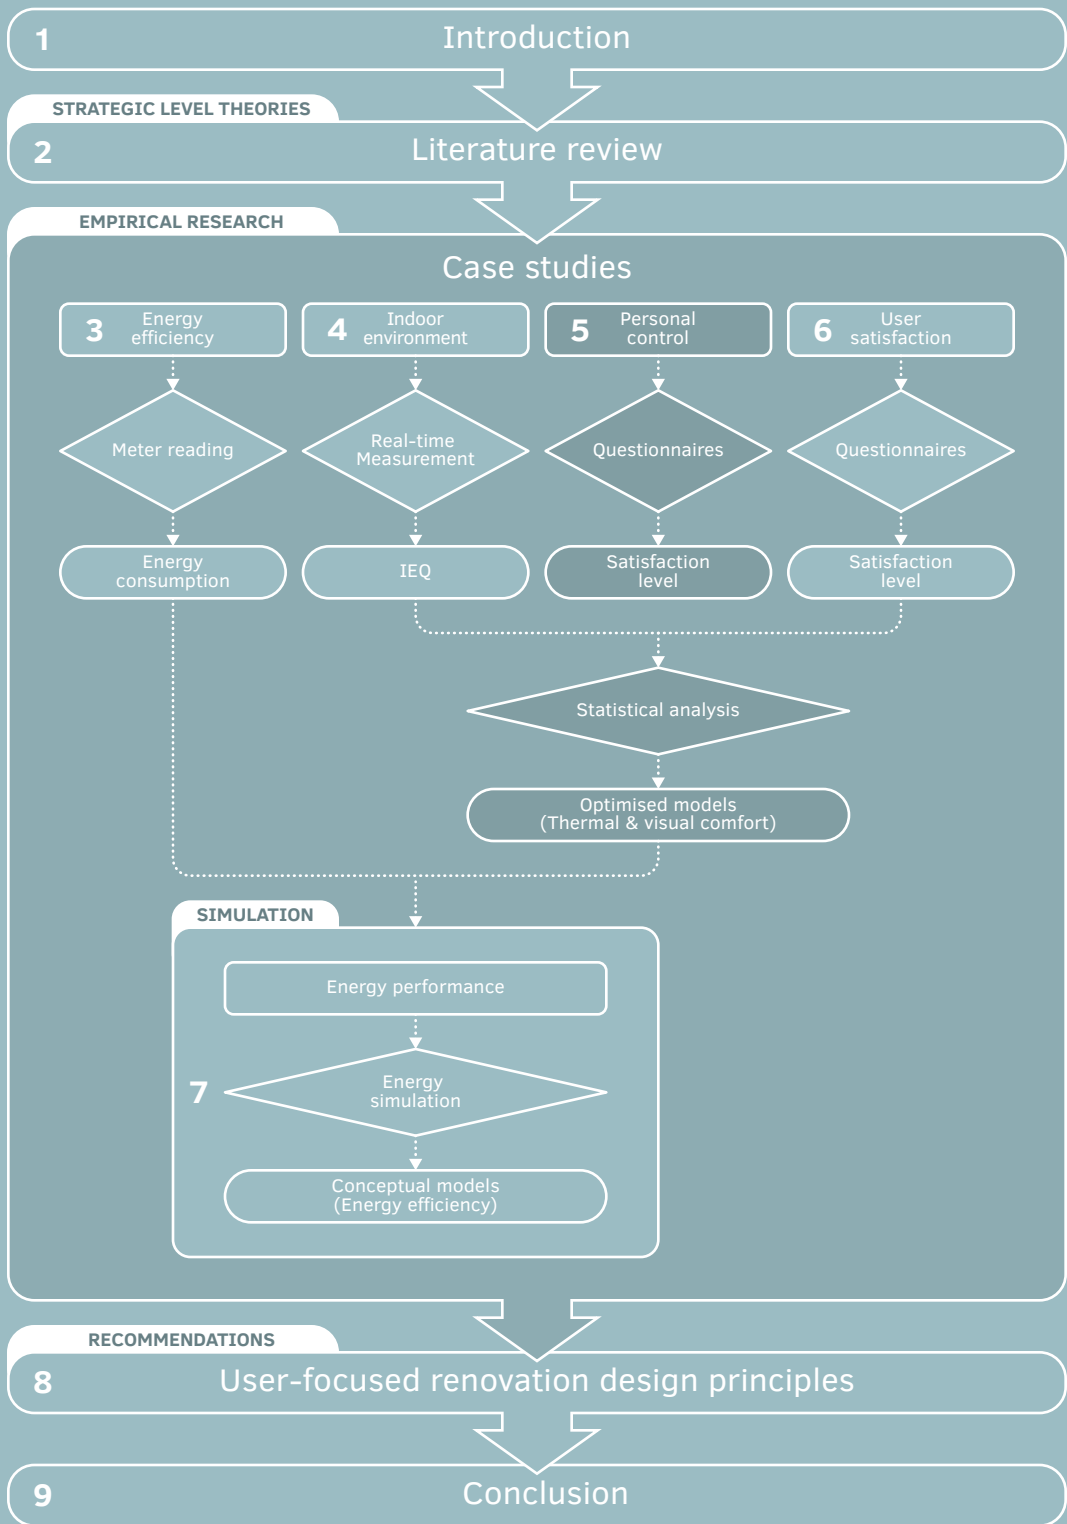 1 Introduction
STRATEGIC LEVEL THEORIES
2 Literature review
EMPIRICAL RESEARCH
Case studies
3 Energy
efficiency
4 Indoor
environment
5 Personal
control
6 User
satisfaction
Meter reading
Real-time
Measurement
Questionnaires
Questionnaires
Energy
consumption
IEQ
Satisfaction
level
Satisfaction
level
Statistical analysis
Optimised models
(Thermal & visual comfort)
SIMULATION
Energy performance
7 Energy
simulation
Conceptual models
(Energy efficiency)
RECOMMENDATIONS
8 User-focused renovation design principles
9 Conclusion